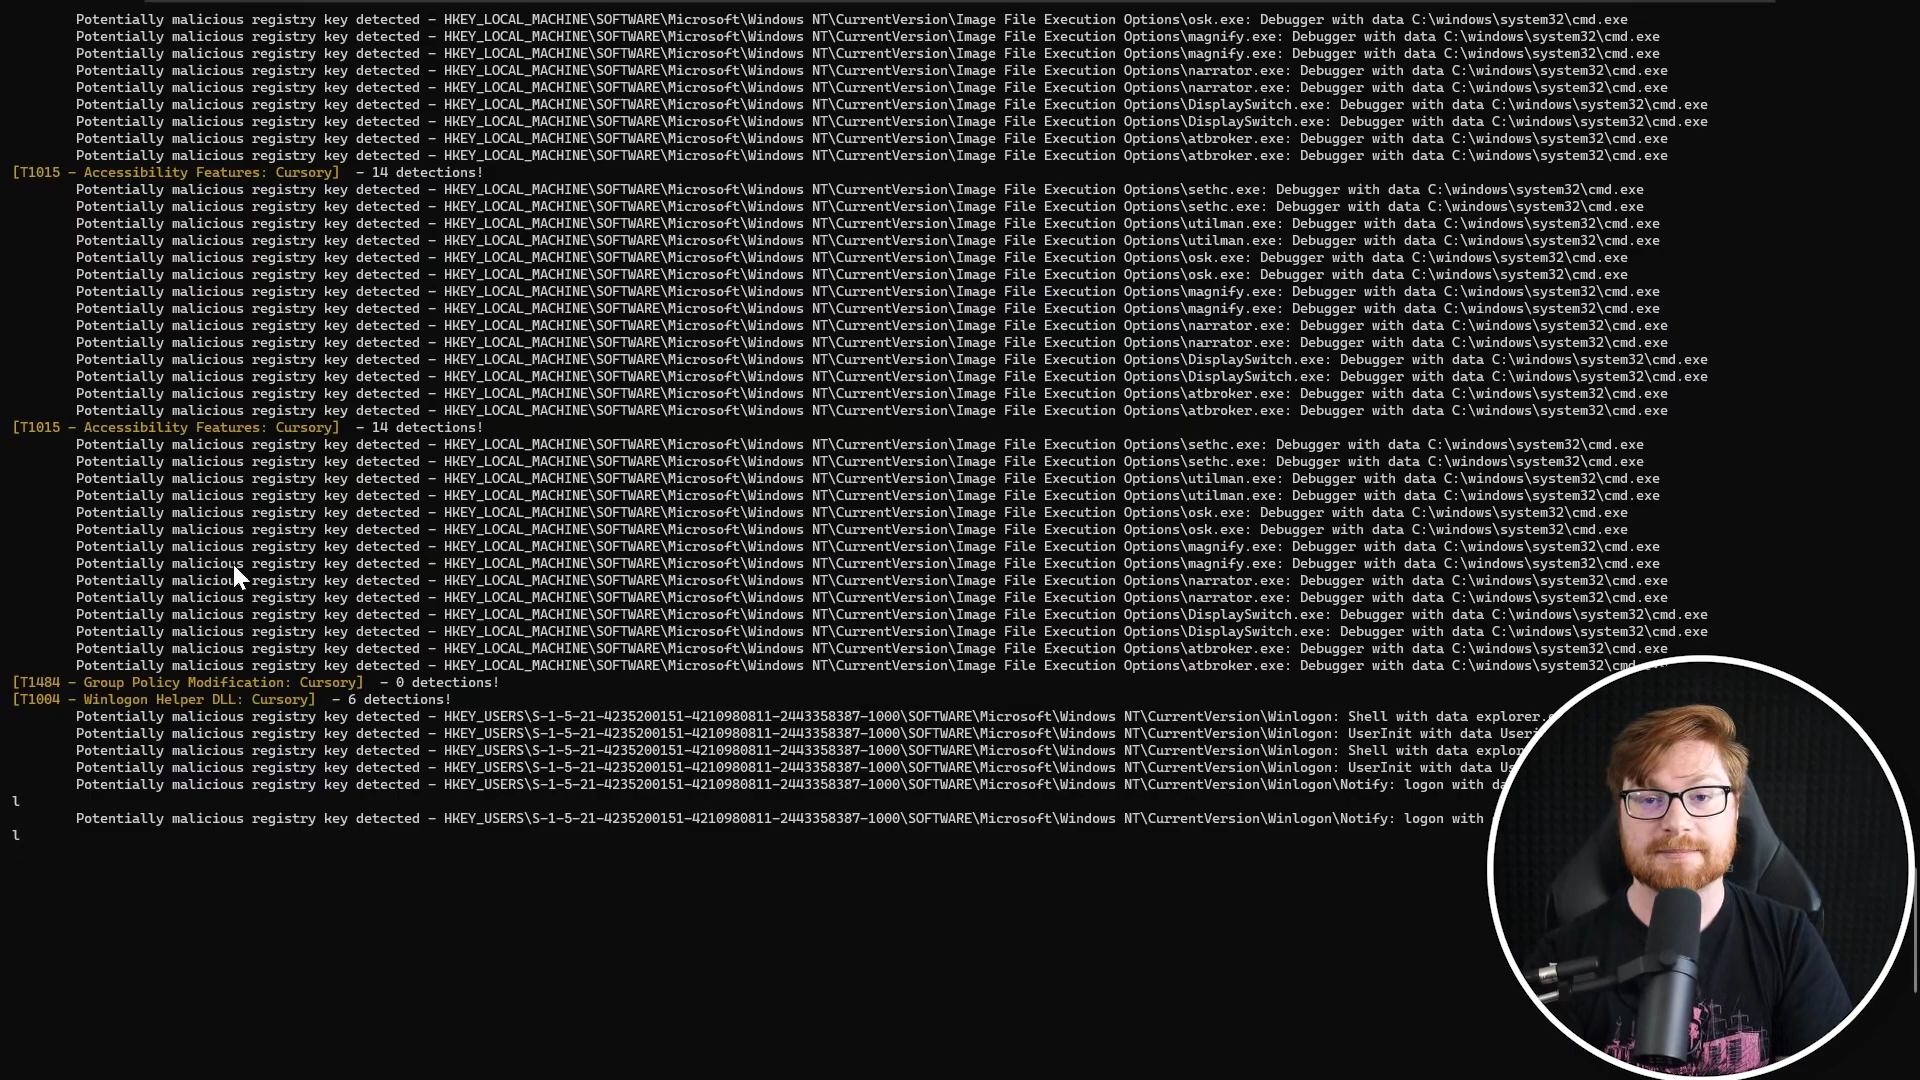 Potentially malicious registry key detected - HKEY_LOCAL_MACHINE\SOFTWARE\Microsoft\Windows NT\CurrentVersion\Image File Execution Options\osk.exe: Debugger with data C:\windows\system32\cmd.exe
Potentially malicious registry key detected - HKEY_LOCAL_MACHINE\SOFTWARE\Microsoft\Windows NT\CurrentVersion\Image File Execution Options\magnify.exe: Debugger with data C:\windows\system32\cmd.exe
Potentially malicious registry key detected - HKEY_LOCAL_MACHINE\SOFTWARE\Microsoft\Windows NT\CurrentVersion\Image File Execution Options\magnify.exe: Debugger with data C:\windows\system32\cmd.exe
Potentially malicious registry key detected - HKEY_LOCAL_MACHINE\SOFTWARE\Microsoft\Windows NT\CurrentVersion\Image File Execution Options\narrator.exe: Debugger with data C:\windows\system32\cmd.exe
Potentially malicious registry key detected - HKEY_LOCAL_MACHINE\SOFTWARE\Microsoft\Windows NT\CurrentVersion\Image File Execution Options\narrator.exe: Debugger with data C:\windows\system32\cmd.exe
Potentially malicious registry key detected - HKEY_LOCAL_MACHINE\SOFTWARE\Microsoft\Windows NT\CurrentVersion\Image File Execution Options\DisplaySwitch.exe: Debugger with data C:\windows\system32\cmd.exe
Potentially malicious registry key detected - HKEY_LOCAL_MACHINE\SOFTWARE\Microsoft\Windows NT\CurrentVersion\Image File Execution Options\DisplaySwitch.exe: Debugger with data C:\windows\system32\cmd.exe
Potentially malicious registry key detected - HKEY_LOCAL_MACHINE\SOFTWARE\Microsoft\Windows NT\CurrentVersion\Image File Execution Options\atbroker.exe: Debugger with data C:\windows\system32\cmd.exe
Potentially malicious registry key detected - HKEY_LOCAL_MACHINE\SOFTWARE\Microsoft\Windows NT\CurrentVersion\Image File Execution Options\atbroker.exe: Debugger with data C:\windows\system32\cmd.exe
[T1015 - Accessibility Features: Cursory] - 14 detections!
Potentially malicious registry key detected - HKEY_LOCAL_MACHINE\SOFTWARE\Microsoft\Windows NT\CurrentVersion\Image File Execution Options\sethc.exe: Debugger with data C:\windows\system32\cmd.exe
Potentially malicious registry key detected - HKEY_LOCAL_MACHINE\SOFTWARE\Microsoft\Windows NT\CurrentVersion\Image File Execution Options\sethc.exe: Debugger with data C:\windows\system32\cmd.exe
Potentially malicious registry key detected - HKEY_LOCAL_MACHINE\SOFTWARE\Microsoft\Windows NT\CurrentVersion\Image File Execution Options\utilman.exe: Debugger with data C:\windows\system32\cmd.exe
Potentially malicious registry key detected - HKEY_LOCAL_MACHINE\SOFTWARE\Microsoft\Windows NT\CurrentVersion\Image File Execution Options\utilman.exe: Debugger with data C:\windows\system32\cmd.exe
Potentially malicious registry key detected - HKEY_LOCAL_MACHINE\SOFTWARE\Microsoft\Windows NT\CurrentVersion\Image File Execution Options\osk.exe: Debugger with data C:\windows\system32\cmd.exe
Potentially malicious registry key detected - HKEY_LOCAL_MACHINE\SOFTWARE\Microsoft\Windows NT\CurrentVersion\Image File Execution Options\osk.exe: Debugger with data C:\windows\system32\cmd.exe
Potentially malicious registry key detected - HKEY_LOCAL_MACHINE\SOFTWARE\Microsoft\Windows NT\CurrentVersion\Image File Execution Options\magnify.exe: Debugger with data C:\windows\system32\cmd.exe
Potentially malicious registry key detected - HKEY_LOCAL_MACHINE\SOFTWARE\Microsoft\Windows NT\CurrentVersion\Image File Execution Options\magnify.exe: Debugger with data C:\windows\system32\cmd.exe
Potentially malicious registry key detected - HKEY_LOCAL_MACHINE\SOFTWARE\Microsoft\Windows NT\CurrentVersion\Image File Execution Options\narrator.exe: Debugger with data C:\windows\system32\cmd.exe
Potentially malicious registry key detected - HKEY_LOCAL_MACHINE\SOFTWARE\Microsoft\Windows NT\CurrentVersion\Image File Execution Options\narrator.exe: Debugger with data C:\windows\system32\cmd.exe
Potentially malicious registry key detected - HKEY_LOCAL_MACHINE\SOFTWARE\Microsoft\Windows NT\CurrentVersion\Image File Execution Options\DisplaySwitch.exe: Debugger with data C:\windows\system32\cmd.exe
Potentially malicious registry key detected - HKEY_LOCAL_MACHINE\SOFTWARE\Microsoft\Windows NT\CurrentVersion\Image File Execution Options\DisplaySwitch.exe: Debugger with data C:\windows\system32\cmd.exe
Potentially malicious registry key detected - HKEY_LOCAL_MACHINE\SOFTWARE\Microsoft\Windows NT\CurrentVersion\Image File Execution Options\atbroker.exe: Debugger with data C:\windows\system32\cmd.exe
Potentially malicious registry key detected - HKEY_LOCAL_MACHINE\SOFTWARE\Microsoft\Windows NT\CurrentVersion\Image File Execution Options\atbroker.exe: Debugger with data C:\windows\system32\cmd.exe
[T1015 - Accessibility Features: Cursory] - 14 detections!
Potentially malicious registry key detected - HKEY_LOCAL_MACHINE\SOFTWARE\Microsoft\Windows NT\CurrentVersion\Image File Execution Options\sethc.exe: Debugger with data C:\windows\system32\cmd.exe
Potentially malicious registry key detected - HKEY_LOCAL_MACHINE\SOFTWARE\Microsoft\Windows NT\CurrentVersion\Image File Execution Options\sethc.exe: Debugger with data C:\windows\system32\cmd.exe
Potentially malicious registry key detected - HKEY_LOCAL_MACHINE\SOFTWARE\Microsoft\Windows NT\CurrentVersion\Image File Execution Options\utilman.exe: Debugger with data C:\windows\system32\cmd.exe
Potentially malicious registry key detected - HKEY_LOCAL_MACHINE\SOFTWARE\Microsoft\Windows NT\CurrentVersion\Image File Execution Options\utilman.exe: Debugger with data C:\windows\system32\cmd.exe
Potentially malicious registry key detected - HKEY_LOCAL_MACHINE\SOFTWARE\Microsoft\Windows NT\CurrentVersion\Image File Execution Options\osk.exe: Debugger with data C:\windows\system32\cmd.exe
Potentially malicious registry key detected - HKEY_LOCAL_MACHINE\SOFTWARE\Microsoft\Windows NT\CurrentVersion\Image File Execution Options\osk.exe: Debugger with data C:\windows\system32\cmd.exe
Potentially malicious registry key detected - HKEY_LOCAL_MACHINE\SOFTWARE\Microsoft\Windows NT\CurrentVersion\Image File Execution Options\magnify.exe: Debugger with data C:\windows\system32\cmd.exe
Potentially malicious registry key detected - HKEY_LOCAL_MACHINE\SOFTWARE\Microsoft\Windows NT\CurrentVersion\Image File Execution Options\magnify.exe: Debugger with data C:\windows\system32\cmd.exe
Potentially malicious registry key detected - HKEY_LOCAL_MACHINE\SOFTWARE\Microsoft\Windows NT\CurrentVersion\Image File Execution Options\narrator.exe: Debugger with data C:\windows\system32\cmd.exe
Potentially malicious registry key detected - HKEY_LOCAL_MACHINE\SOFTWARE\Microsoft\Windows NT\CurrentVersion\Image File Execution Options\narrator.exe: Debugger with data C:\windows\system32\cmd.exe
Potentially malicious registry key detected - HKEY_LOCAL_MACHINE\SOFTWARE\Microsoft\Windows NT\CurrentVersion\Image File Execution Options\DisplaySwitch.exe: Debugger with data C:\windows\system32\cmd.exe
Potentially malicious registry key detected - HKEY_LOCAL_MACHINE\SOFTWARE\Microsoft\Windows NT\CurrentVersion\Image File Execution Options\DisplaySwitch.exe: Debugger with data C:\windows\system32\cmd.exe
Potentially malicious registry key detected - HKEY_LOCAL_MACHINE\SOFTWARE\Microsoft\Windows NT\CurrentVersion\Image File Execution Options\atbroker.exe: Debugger with data C:\windows\system32\cmd.exe
Potentially malicious registry key detected - HKEY_LOCAL_MACHINE\SOFTWARE\Microsoft\Windows NT\CurrentVersion\Image File Execution Options\atbroker.exe: Debugger with data C:\windows\system32\cmd
[T1484 - Group Policy Modification: Cursory] - 0 detections!
[T1004 - Winlogon Helper DLL: Cursory] - 6 detections!
Potentially malicious registry key detected - HKEY_USERS\S-1-5-21-4235200151-4210980811-2443358387-1000\SOFTWARE\Microsoft\Windows NT\CurrentVersion\Winlogon: Shell with data explorer.
Potentially malicious registry key detected - HKEY_USERS\S-1-5-21-4235200151-4210980811-2443358387-1000\SOFTWARE\Microsoft\Windows NT\CurrentVersion\Winlogon: UserInit with data Useri
Potentially malicious registry key detected - HKEY_USERS\S-1-5-21-4235200151-4210980811-2443358387-1000\SOFTWARE\Microsoft\Windows NT\CurrentVersion\Winlogon: Shell with data explor
Potentially malicious registry key detected - HKEY_USERS\S-1-5-21-4235200151-4210980811-2443358387-1000\SOFTWARE\Microsoft\Windows NT\CurrentVersion\Winlogon: UserInit with data Us
Potentially malicious registry key detected - HKEY_USERS\S-1-5-21-4235200151-4210980811-2443358387-1000\SOFTWARE\Microsoft\Windows NT\CurrentVersion\Winlogon\Notify: logon with da
l
Potentially malicious registry key detected - HKEY_USERS\S-1-5-21-4235200151-4210980811-2443358387-1000\SOFTWARE\Microsoft\Windows NT\CurrentVersion\Winlogon\Notify: logon with
l